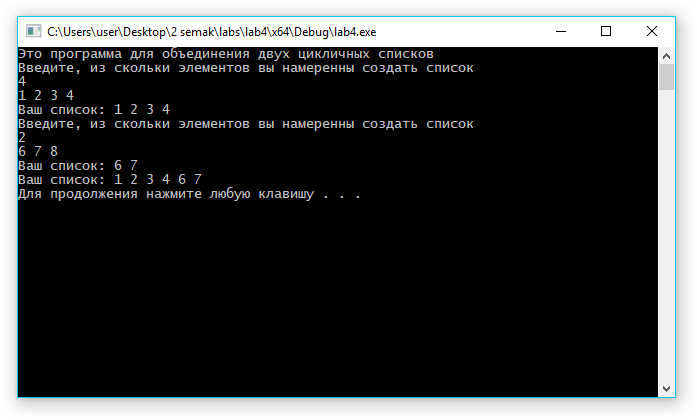 C:\Users\user\Desktop\2 semak\labs\lab4\x64\Debug\lab4.exe
Это программа для объединения двух цикличных списков
Введите, из скольки элементов вы намеренны создать список
4
1 2 3 4
Ваш список: 1 2 3 4
Введите, из скольки элементов вы намеренны создать список
2
6 7 8
Ваш список: 6 7
Ваш список: 1 2 3 4 6 7
Для продолжения нажмите любую клавишу . . .